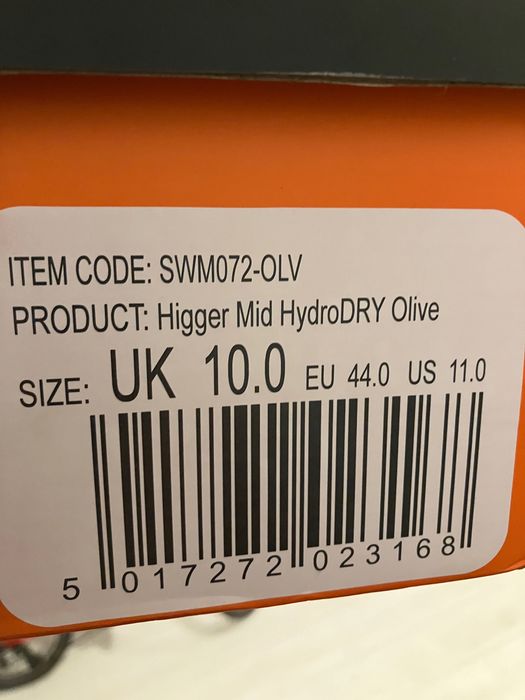 ITEM CODE: SWM072-OLV
PRODUCT: Higger Mid HydroDRY Olive
SIZE: UK 10.0 EU 44.0 US 11.0
5 017272 023168